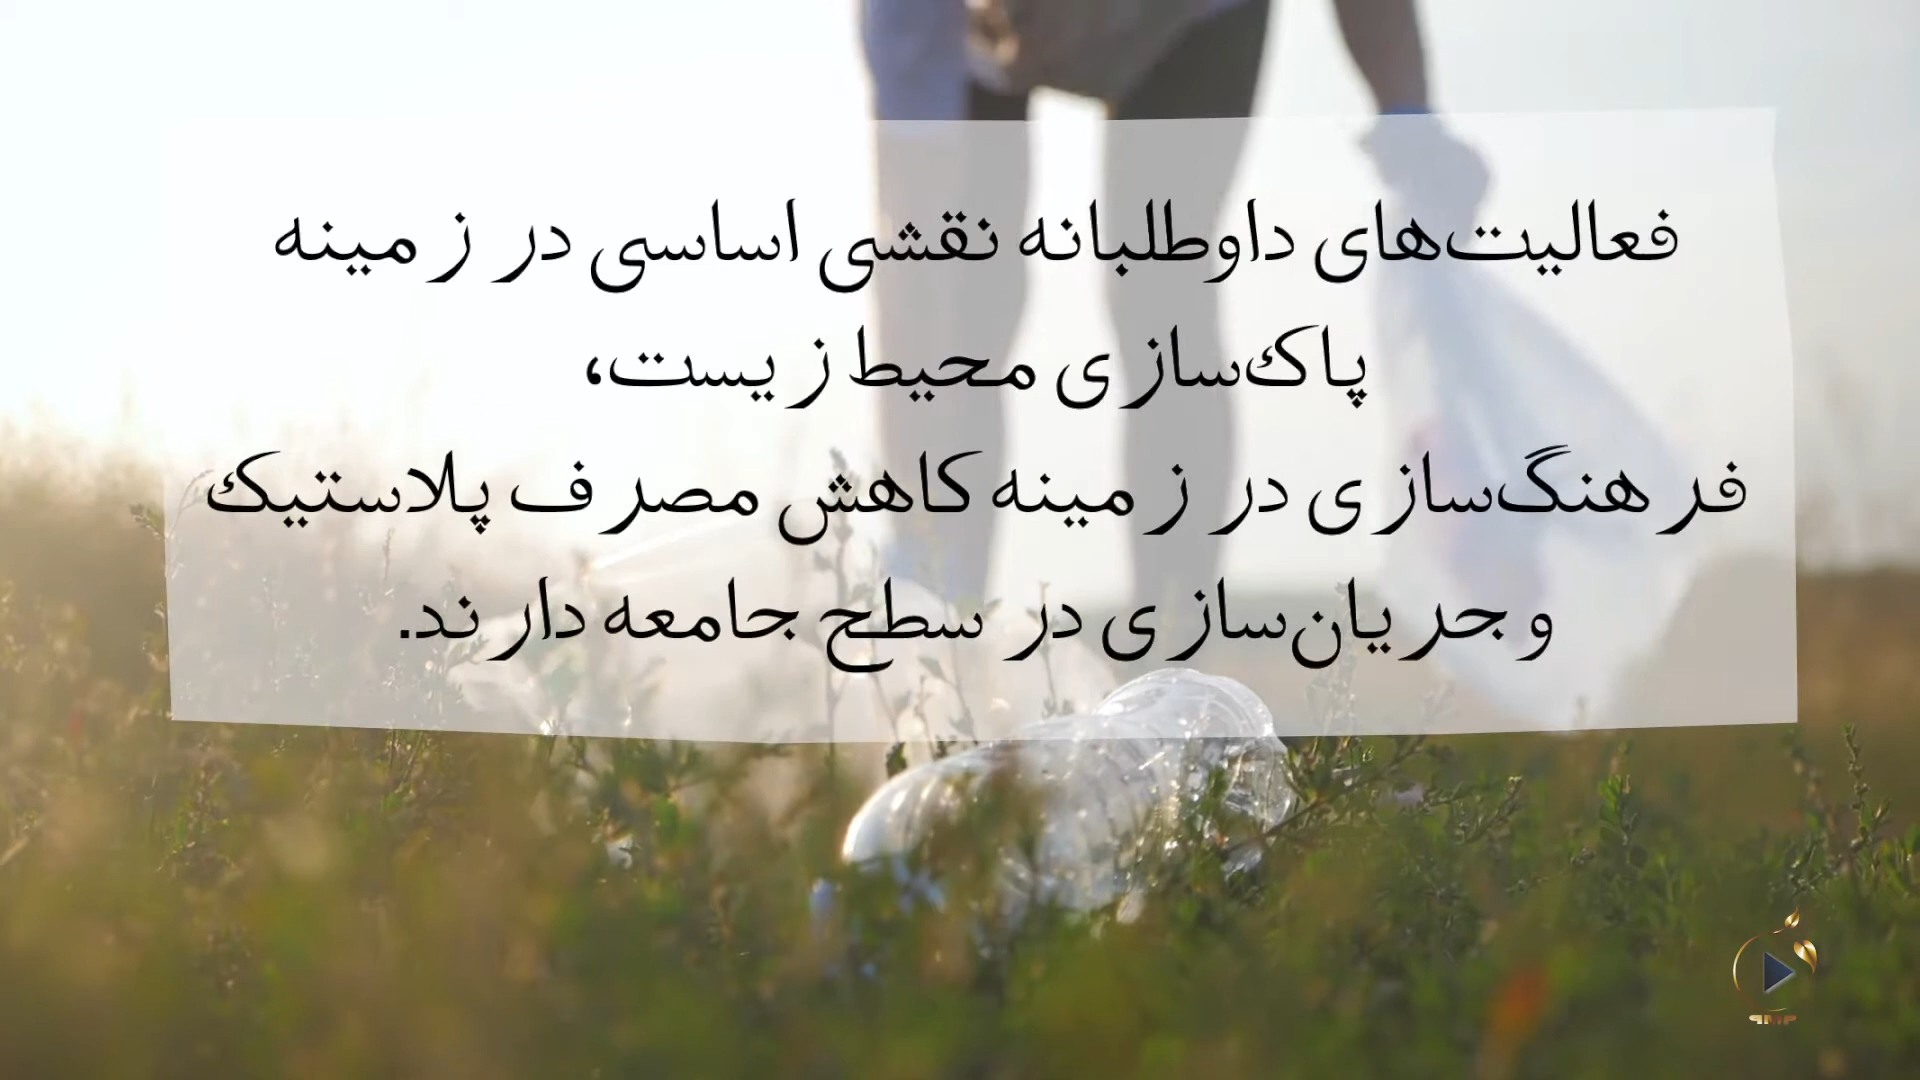 فعالیت‌های داوطلبانه نقشی اساسی در زمینه
پاک‌سازی محیط زیست،
فرهنگ‌سازی در زمینه کاهش مصرف پلاستیک
و جریان‌سازی در سطح جامعه دارند.